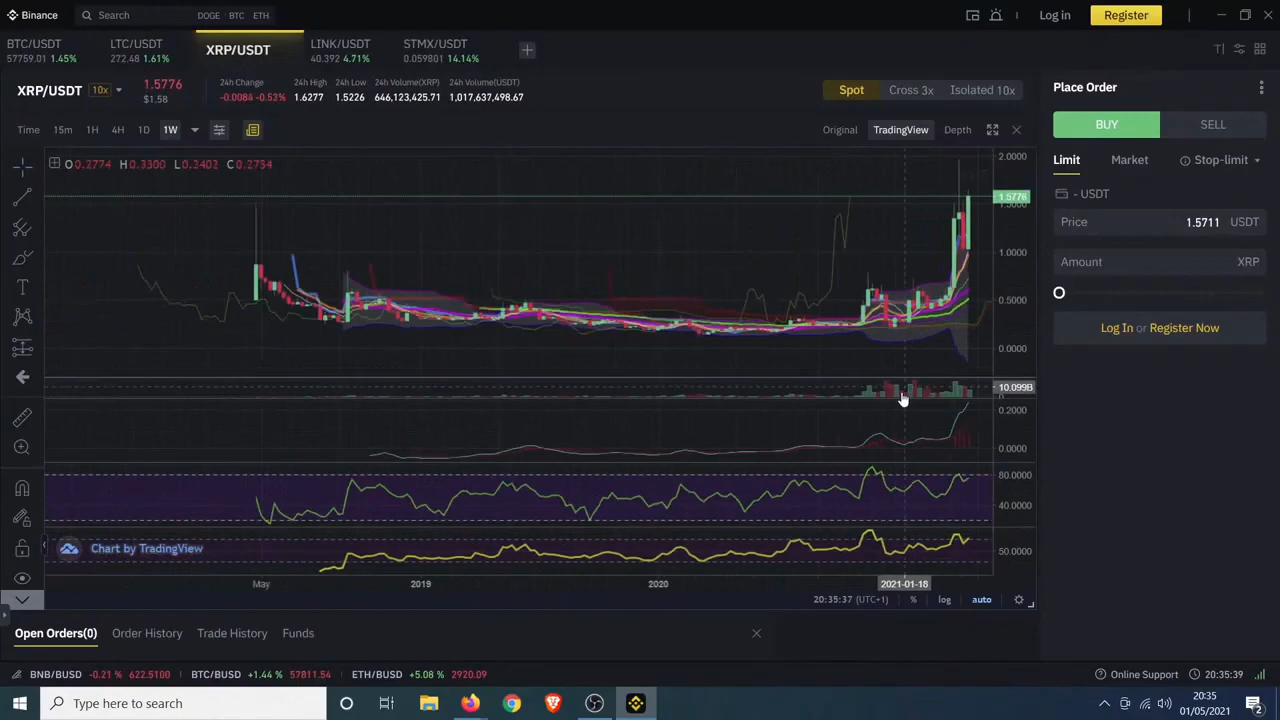 Binance
Search DOGE BTC ETH
Log in
Register
BTC/USDT
57759.01 1.45%
LTC/USDT
272.48 1.61%
XRP/USDT
LINK/USDT
40.392 4.71%
STMX/USDT
0.059801 14.14%
XRP/USDT 10x
1.5776
$1.58
24h Change
-0.0084 -0.53%
24h High
1.6277
24h Low
1.5226
24h Volume(XRP)
646,123,425.71
24h Volume(USDT)
1,017,637,498.67
Spot Cross 3x Isolated 10x
Place Order
Time 15m 1H 4H 1D 1W
Original TradingView Depth
BUY SELL
Limit Market Stop-limit
- USDT
Price 1.5711 USDT
Amount XRP
Log In or Register Now
O0.2774 H0.3300 L0.2402 C0.2754
2.0000
1.5776
1.5000
1.0000
0.5000
0.0000
10.099B
0.2000
0.0000
80.0000
40.0000
50.0000
Chart by TradingView
May 2019 2020 2021-01-18
20:35:37 (UTC+1) % log auto
Open Orders(0) Order History Trade History Funds
BNB/BUSD -0.21 % 622.5100 BTC/BUSD +1.44 % 57811.54 ETH/BUSD +5.08 % 2920.09
Online Support 20:35:39
Type here to search
20:35
01/05/2021
2